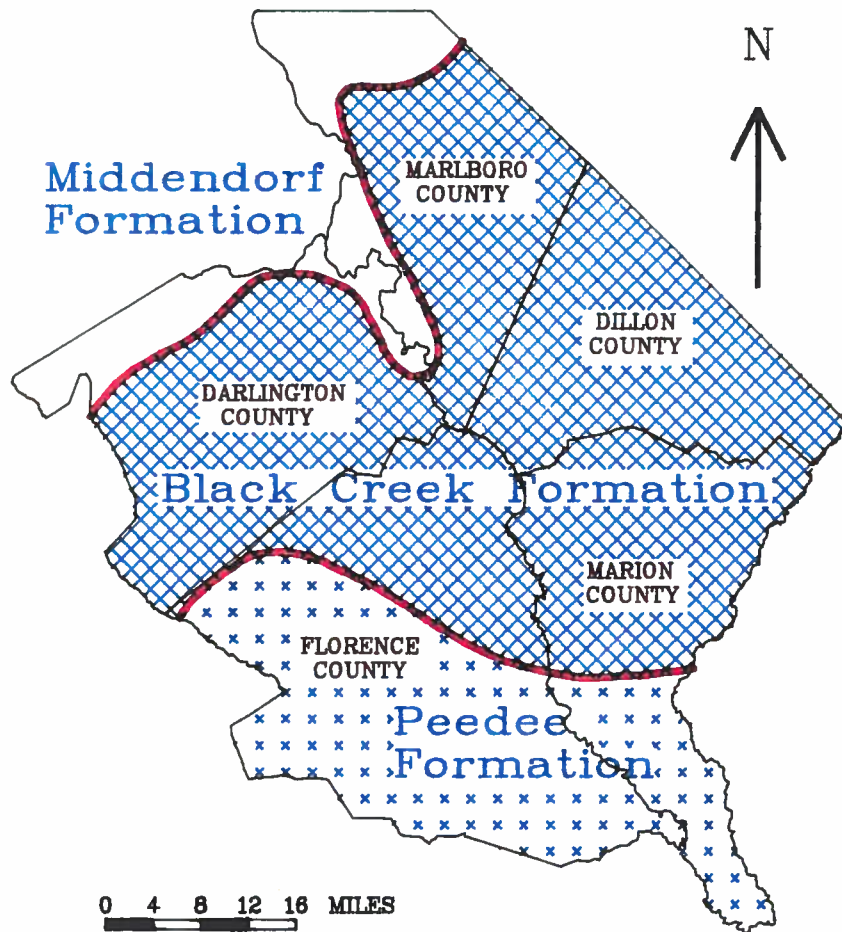 N
MARLBORO
COUNTY
Middendorf
Formation
DILLON
COUNTY
DARLINGTON
COUNTY
Black Creek Formation
MARION
COUNTY
FLORENCE
COUNTY
Peedee
Formation
0 4 8 12 16 MILES